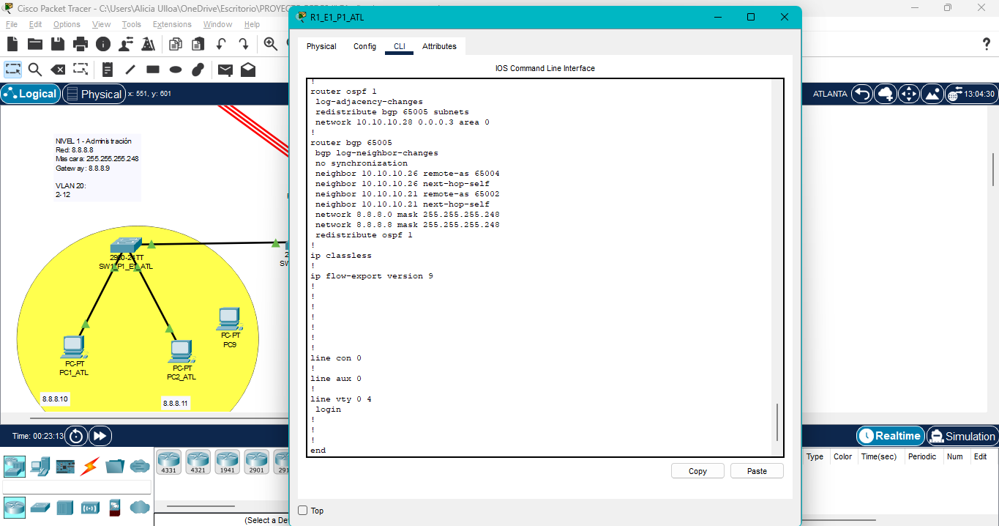 Cisco Packet Tracer - C:\Users\Alicia Ulloa\OneDrive\Escritorio\PROYECTO
R1_E1_P1_ATL
File Edit Options View Tools Extensions Window Help
Physical Config CLI Attributes
IOS Command Line Interface
Logical Physical x: 551, y: 601
ATLANTA 13:04:30
NIVEL 1 - Administración
Red: 8.8.8.8
Mascara: 255.255.255.248
Gateway: 8.8.8.9
VLAN 20:
2-12
2960-24TT
SW1_P1_E1_ATL
2
SW
PC-PT
PC9
PC-PT
PC1_ATL
PC-PT
PC2_ATL
8.8.8.10
8.8.8.11
!
router ospf 1
log-adjacency-changes
redistribute bgp 65005 subnets
network 10.10.10.28 0.0.0.3 area 0
!
router bgp 65005
bgp log-neighbor-changes
no synchronization
neighbor 10.10.10.26 remote-as 65004
neighbor 10.10.10.26 next-hop-self
neighbor 10.10.10.21 remote-as 65002
neighbor 10.10.10.21 next-hop-self
network 8.8.8.0 mask 255.255.255.248
network 8.8.8.8 mask 255.255.255.248
redistribute ospf 1
!
ip classless
!
ip flow-export version 9
!
!
!
!
!
!
!
line con 0
!
line aux 0
!
line vty 0 4
login
!
!
!
end
Copy Paste
Top
Time: 00:23:13
Realtime Simulation
4331 4321 1941 2901 291
(Select a De
Type Color Time(sec) Periodic Num Edit